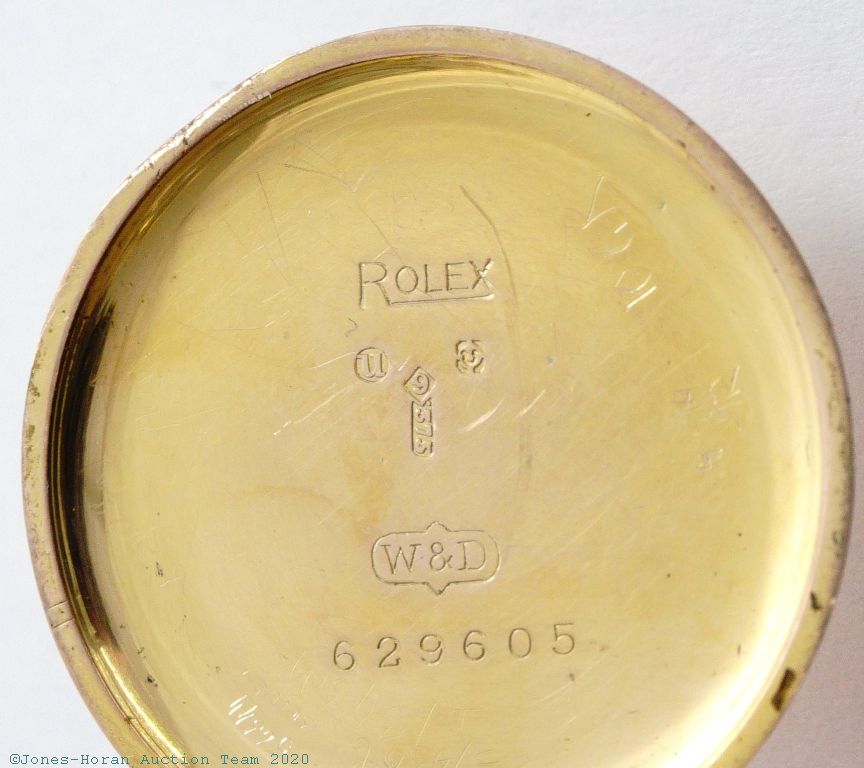 ROLEX
u
9
.375
W&D
629605
©Jones-Horan Auction Team 2020